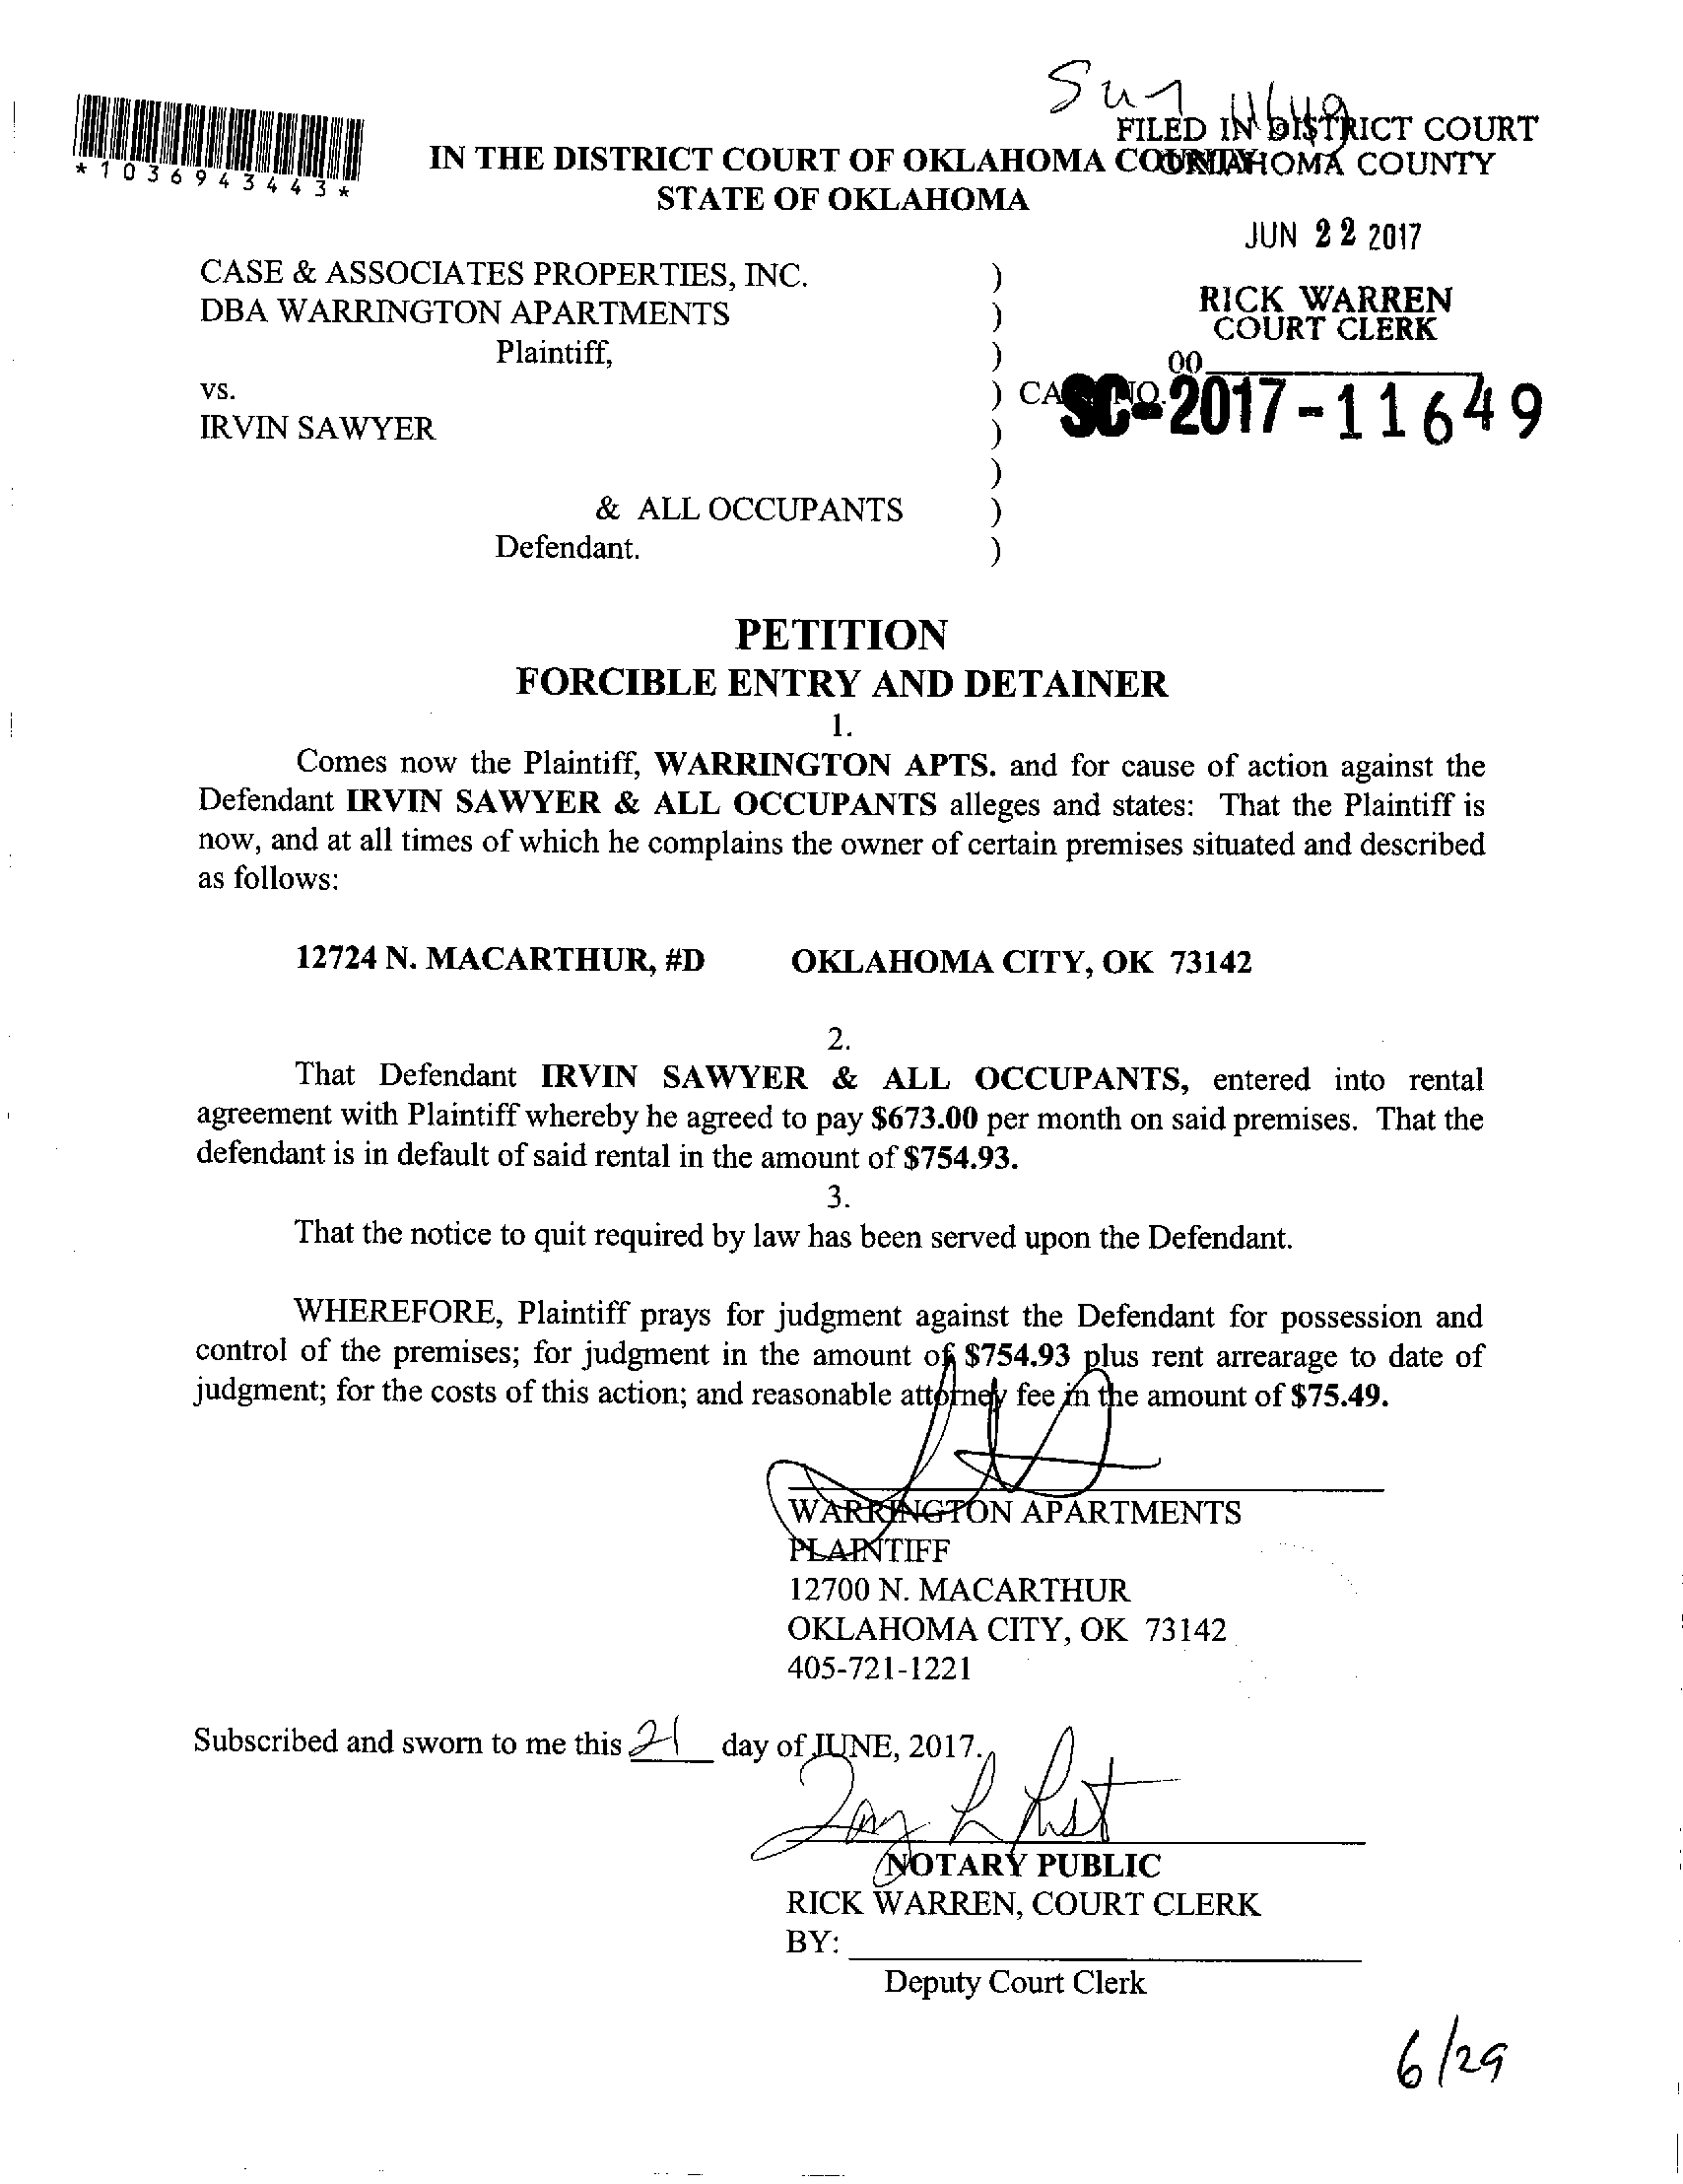 FILED IN DISTRICT COURT
OKLAHOMA COUNTY
*1036943443*
IN THE DISTRICT COURT OF OKLAHOMA COUNTY
STATE OF OKLAHOMA
JUN 22 2017
CASE & ASSOCIATES PROPERTIES, INC. )
DBA WARRINGTON APARTMENTS )
RICK WARREN
COURT CLERK
Plaintiff, )
00
vs. ) CASE NO.
SC-2017-11649
IRVIN SAWYER )
)
& ALL OCCUPANTS )
Defendant. )
PETITION
FORCIBLE ENTRY AND DETAINER
1.
Comes now the Plaintiff, WARRINGTON APTS. and for cause of action against the
Defendant IRVIN SAWYER & ALL OCCUPANTS alleges and states: That the Plaintiff is
now, and at all times of which he complains the owner of certain premises situated and described
as follows:
12724 N. MACARTHUR, #D OKLAHOMA CITY, OK 73142
2.
That Defendant IRVIN SAWYER & ALL OCCUPANTS, entered into rental
agreement with Plaintiff whereby he agreed to pay $673.00 per month on said premises. That the
defendant is in default of said rental in the amount of $754.93.
3.
That the notice to quit required by law has been served upon the Defendant.
WHEREFORE, Plaintiff prays for judgment against the Defendant for possession and
control of the premises; for judgment in the amount of $754.93 plus rent arrearage to date of
judgment; for the costs of this action; and reasonable attorney fee in the amount of $75.49.
WARRINGTON APARTMENTS
PLAINTIFF
12700 N. MACARTHUR
OKLAHOMA CITY, OK 73142
405-721-1221
Subscribed and sworn to me this 21 day of JUNE, 2017.
NOTARY PUBLIC
RICK WARREN, COURT CLERK
BY:
Deputy Court Clerk
6/29